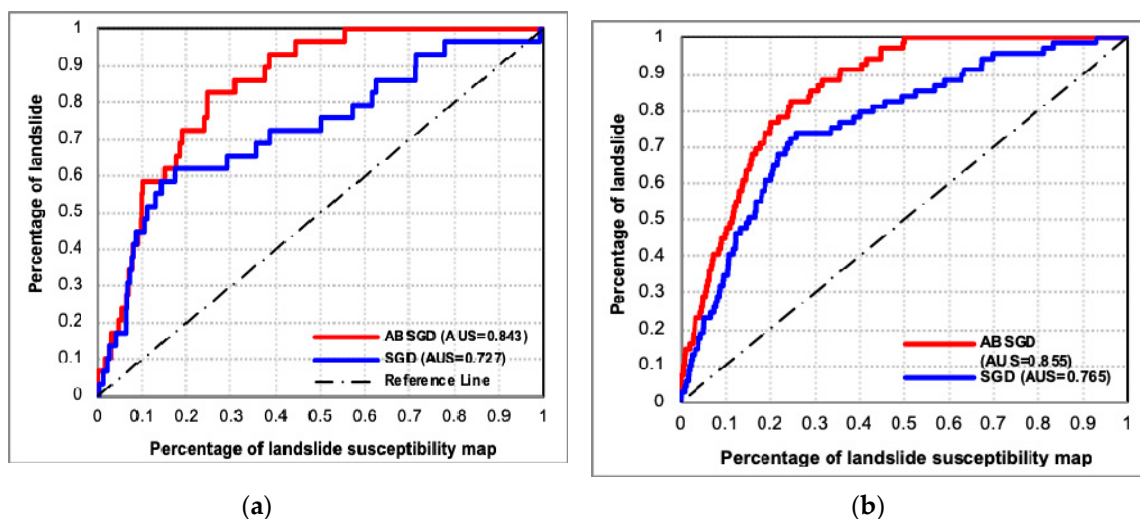 1
0.9
0.8
0.7
0.6
0.5
0.4
0.3
0.2
0.1
0
Percentage of landslide
ABSGD (AUS=0.843)
SGD (AUS=0.727)
Reference Line
0 0.1 0.2 0.3 0.4 0.5 0.6 0.7 0.8 0.9 1
Percentage of landslide susceptibility map
(a)
1
0.9
0.8
0.7
0.6
0.5
0.4
0.3
0.2
0.1
0
Percentage of landslide
ABSGD
(AUS=0.855)
SGD (AUS=0.765)
0 0.1 0.2 0.3 0.4 0.5 0.6 0.7 0.8 0.9 1
Percentage of landslide susceptibility map
(b)